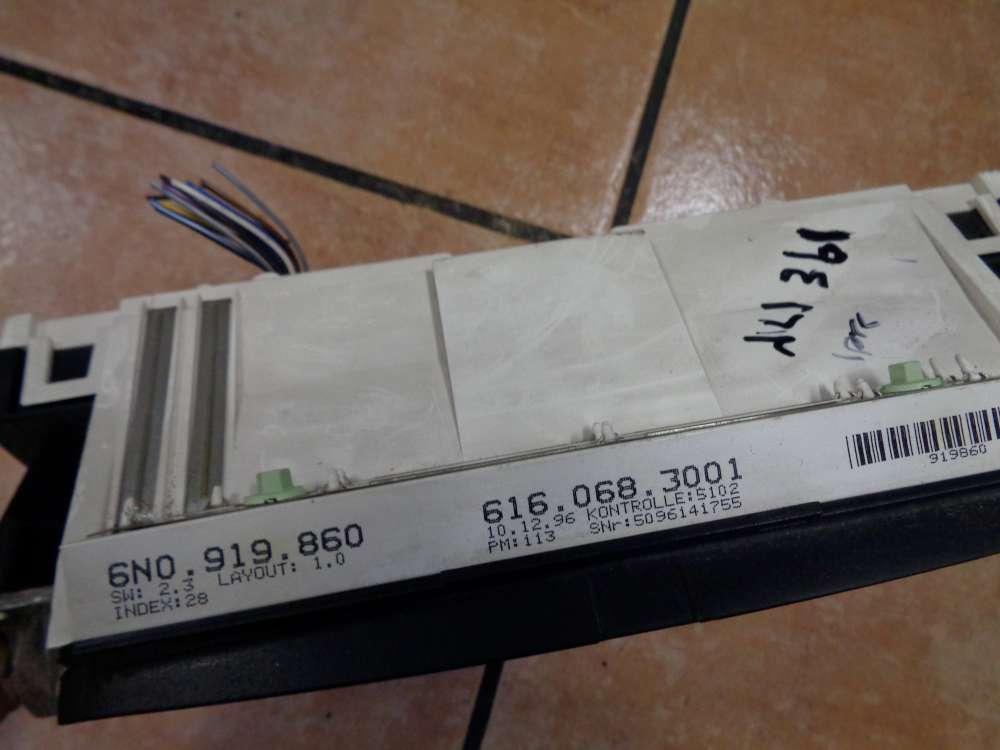 6N0.919.860
SW: 2.3 LAYOUT: 1.0
INDEX:28
616.068.3001
10.12.96 KONTROLLE:S102
PM:113 SNr:5096141755
919860